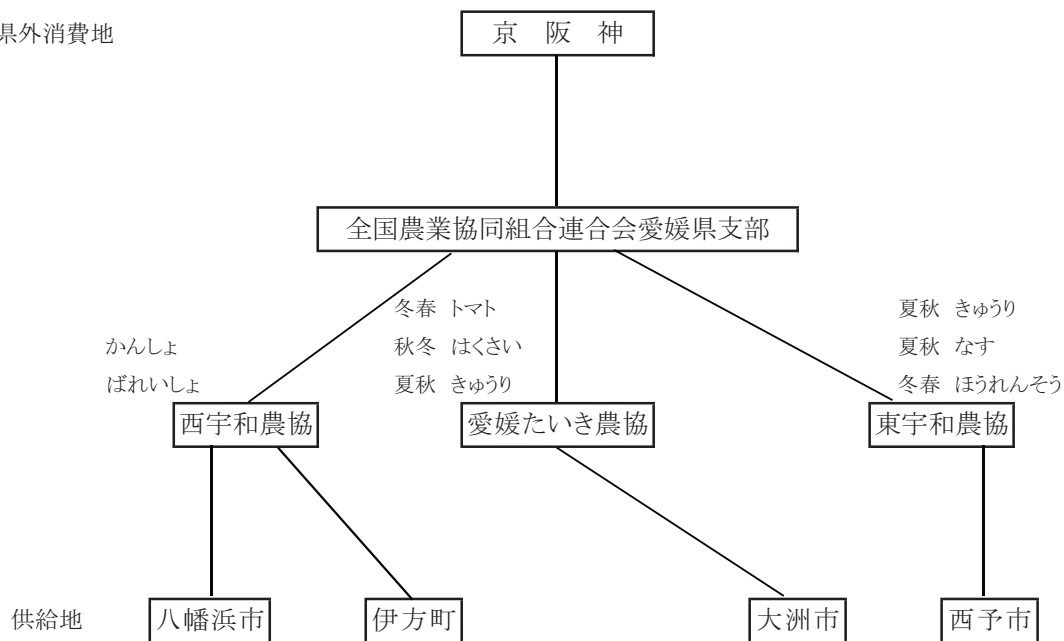 県外消費地
京 阪 神
全国農業協同組合連合会愛媛県支部
かんしょ
ばれいしょ
冬春 トマト
秋冬 はくさい
夏秋 きゅうり
夏秋 きゅうり
夏秋 なす
冬春 ほうれんそう
西宇和農協
愛媛たいき農協
東宇和農協
供給地
八幡浜市
伊方町
大洲市
西予市